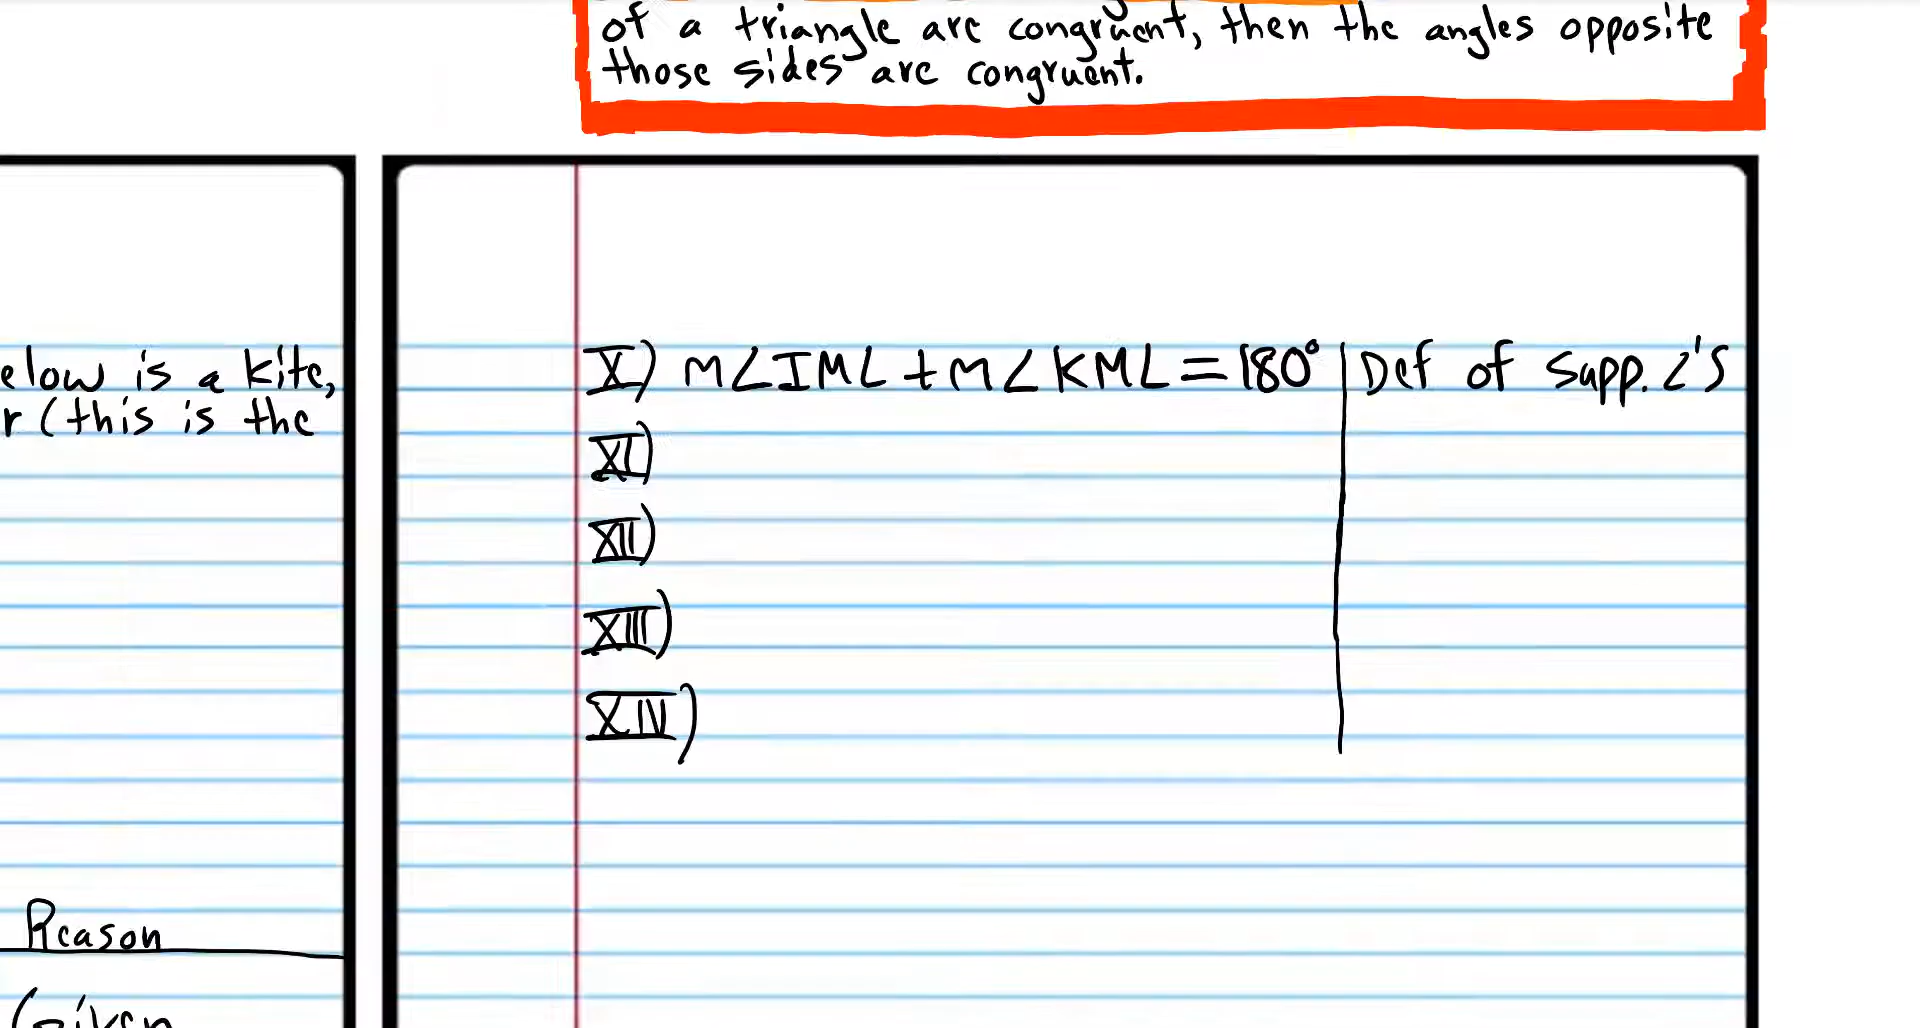 of a triangle are congruent, then the angles opposite
those sides are congruent.
elow is a kite,
r (this is the
Reason
Given
X) m∠IML + m∠KML = 180° Def of Supp. ∠'s
XI)
XII)
XIII)
XIV)